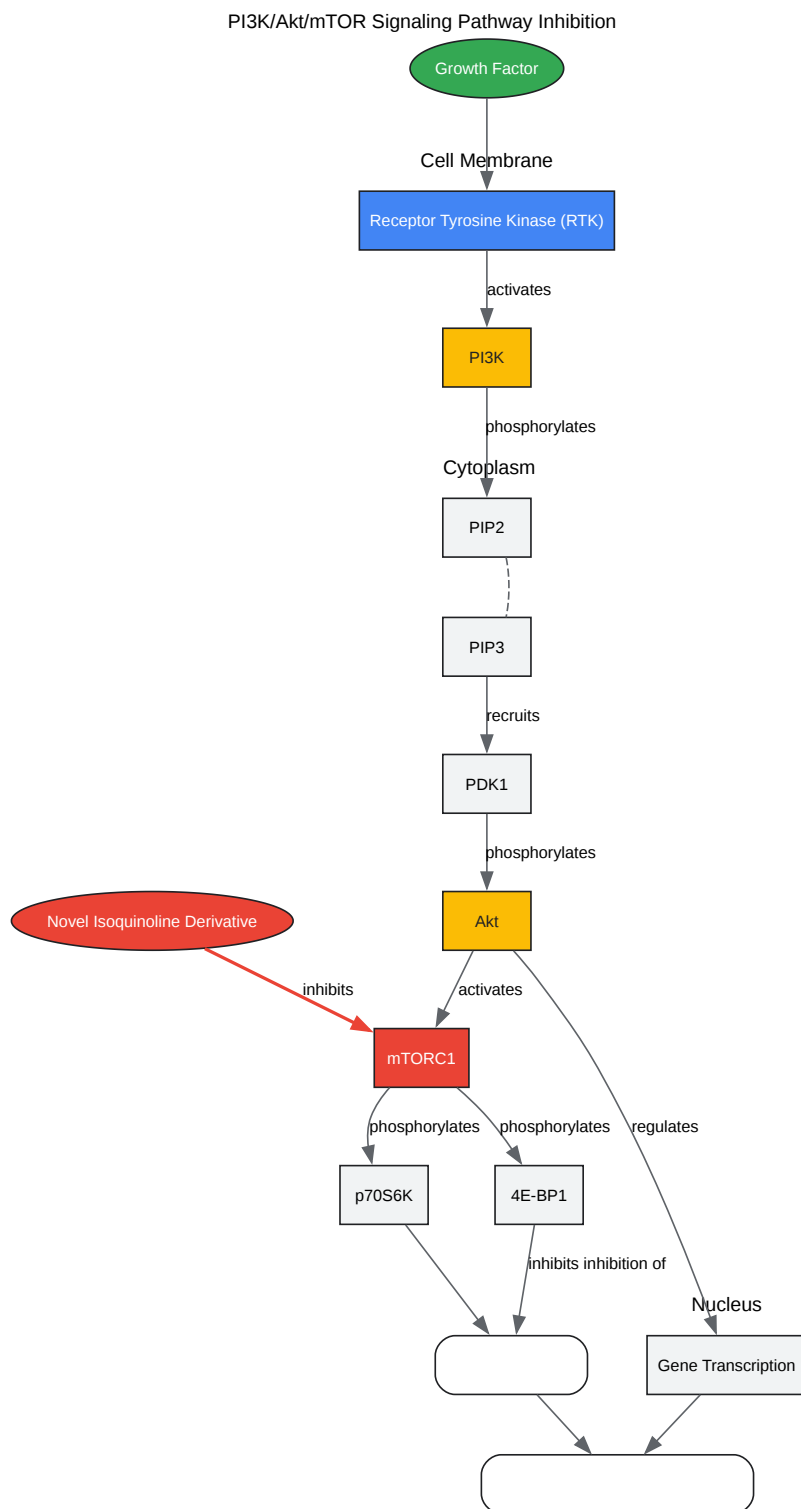 PI3K/Akt/mTOR Signaling Pathway Inhibition
Growth Factor
Cell Membrane
Receptor Tyrosine Kinase (RTK)
activates
PI3K
phosphorylates
Cytoplasm
PIP2
PIP3
recruits
PDK1
phosphorylates
Novel Isoquinoline Derivative
Akt
inhibits
activates
mTORC1
phosphorylates
phosphorylates
regulates
p70S6K
4E-BP1
inhibits inhibition of
Nucleus
Gene Transcription